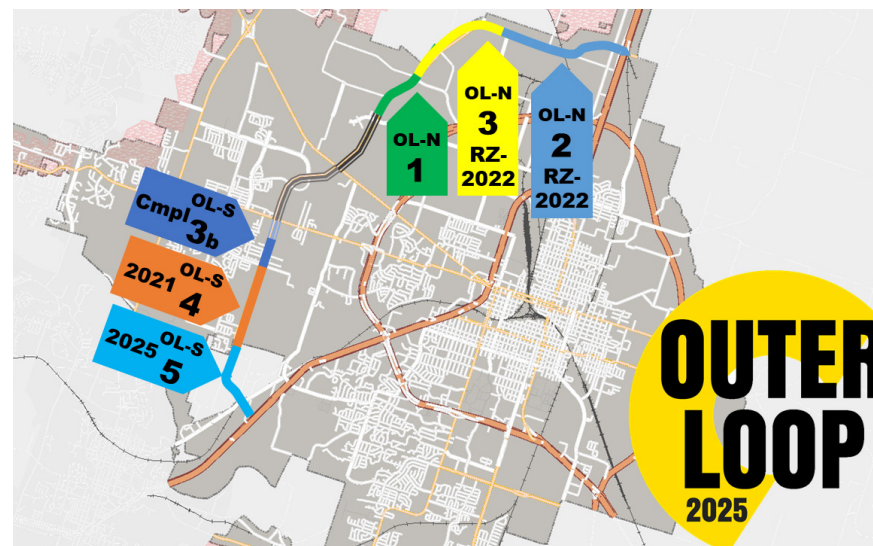 OL-N
1
OL-N
3
RZ-
2022
OL-N
2
RZ-
2022
OL-S
Cmpl 3b
OL-S
2021 4
OL-S
2025 5
OUTER
LOOP
2025